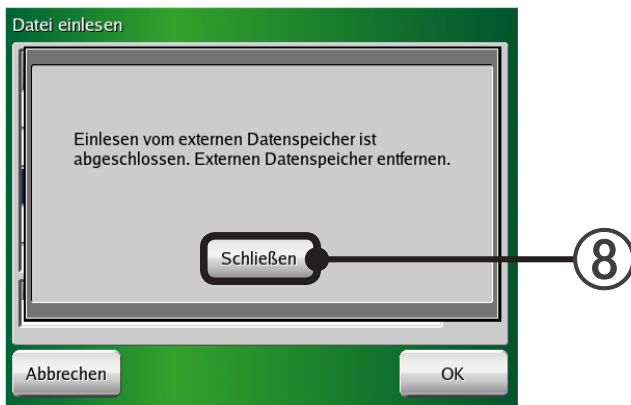 Datei einlesen
Einlesen vom externen Datenspeicher ist
abgeschlossen. Externen Datenspeicher entfernen.
Schließen
⑧
Abbrechen
OK